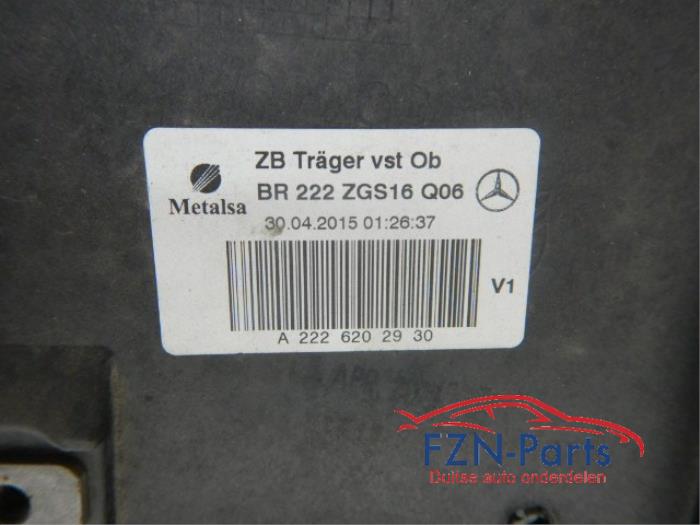 ZB Träger vst Ob
BR 222 ZGS16 Q06
Metalsa
30.04.2015 01:26:37
V1
A 222 620 29 30
FZN-Parts
Duitse auto onderdelen